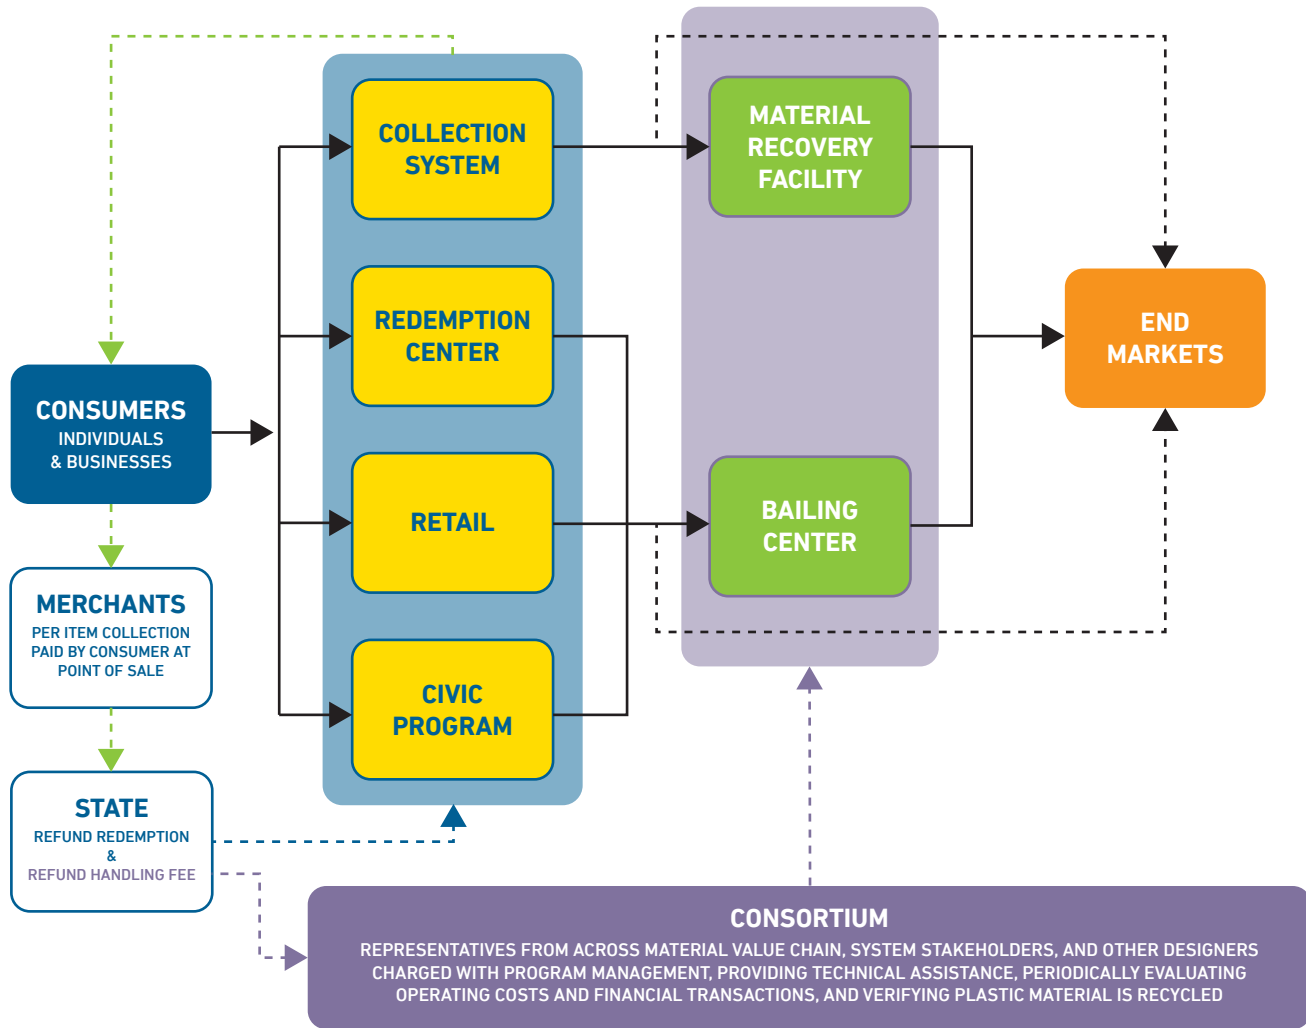 COLLECTION
SYSTEM
MATERIAL
RECOVERY
FACILITY
REDEMPTION
CENTER
END
MARKETS
CONSUMERS
INDIVIDUALS
& BUSINESSES
RETAIL
BAILING
CENTER
MERCHANTS
PER ITEM COLLECTION
PAID BY CONSUMER AT
POINT OF SALE
CIVIC
PROGRAM
STATE
REFUND REDEMPTION
&
REFUND HANDLING FEE
CONSORTIUM
REPRESENTATIVES FROM ACROSS MATERIAL VALUE CHAIN, SYSTEM STAKEHOLDERS, AND OTHER DESIGNERS
CHARGED WITH PROGRAM MANAGEMENT, PROVIDING TECHNICAL ASSISTANCE, PERIODICALLY EVALUATING
OPERATING COSTS AND FINANCIAL TRANSACTIONS, AND VERIFYING PLASTIC MATERIAL IS RECYCLED